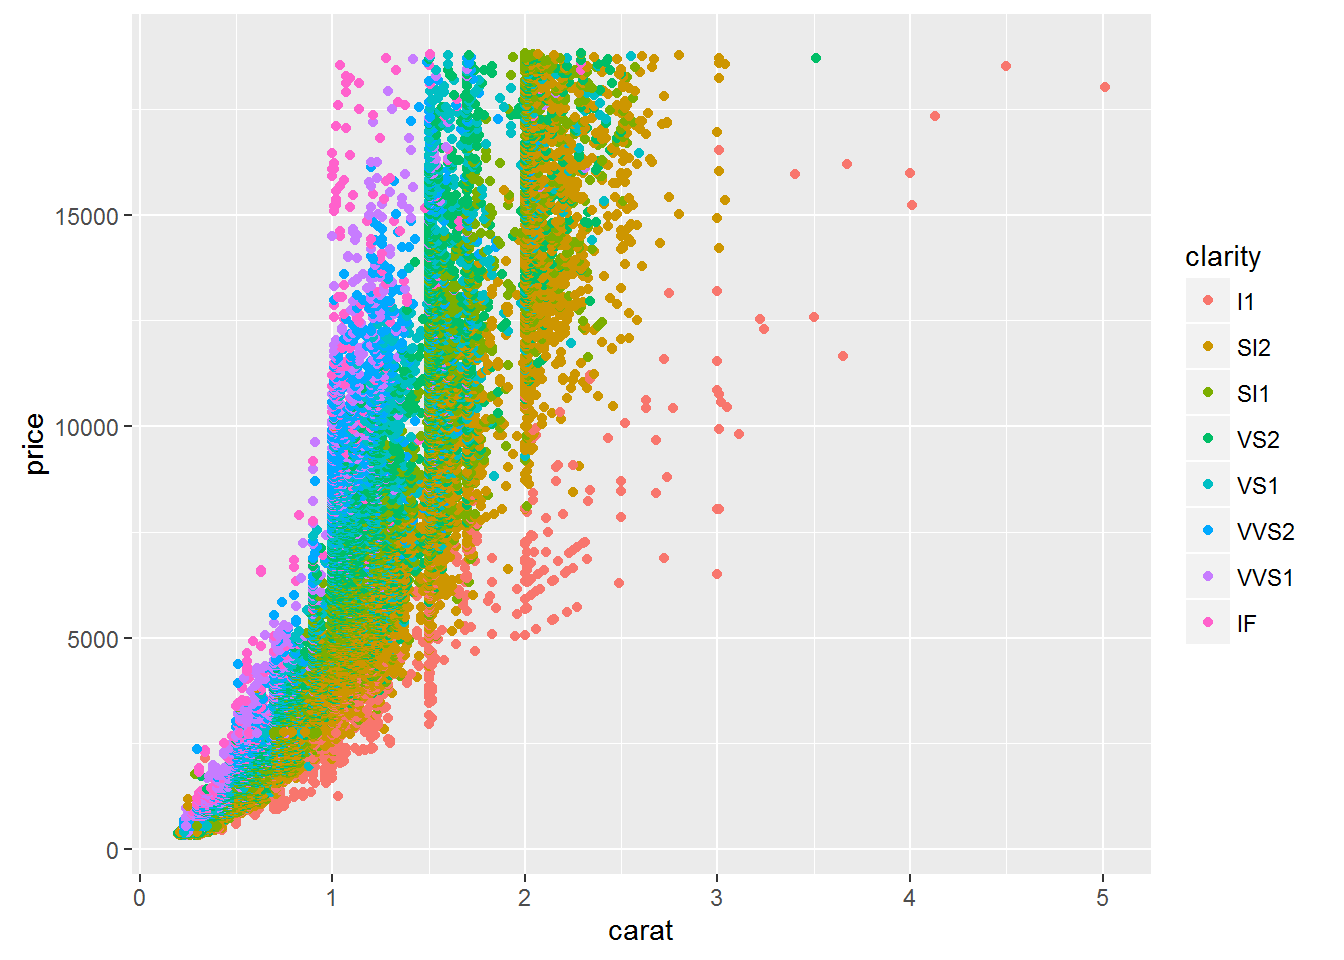 price
15000
10000
5000
0
0 1 2 3 4 5
carat
clarity
I1
SI2
SI1
VS2
VS1
VVS2
VVS1
IF